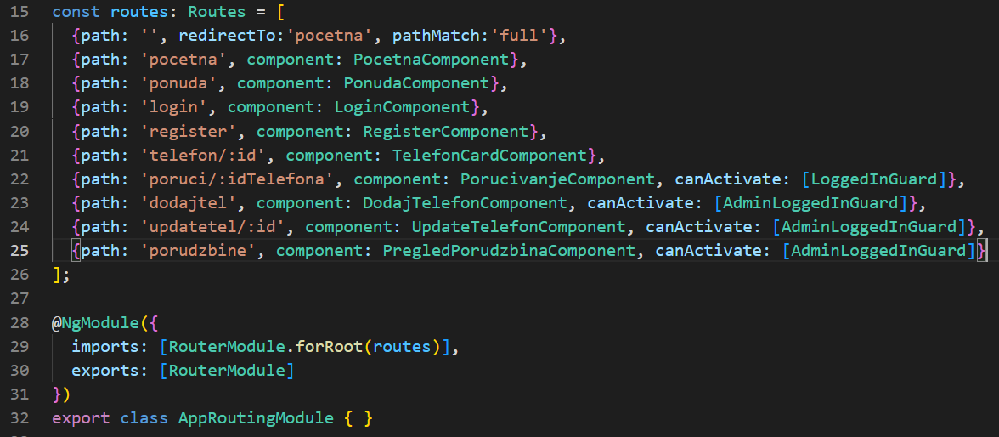 15 const routes: Routes = [
16 {path: '', redirectTo:'pocetna', pathMatch:'full'},
17 {path: 'pocetna', component: PocetnaComponent},
18 {path: 'ponuda', component: PonudaComponent},
19 {path: 'login', component: LoginComponent},
20 {path: 'register', component: RegisterComponent},
21 {path: 'telefon/:id', component: TelefonCardComponent},
22 {path: 'poruci/:idTelefona', component: PorucivanjeComponent, canActivate: [LoggedInGuard]},
23 {path: 'dodajtel', component: DodajTelefonComponent, canActivate: [AdminLoggedInGuard]},
24 {path: 'updatetel/:id', component: UpdateTelefonComponent, canActivate: [AdminLoggedInGuard]},
25 {path: 'porudzbine', component: PregledPorudzbinaComponent, canActivate: [AdminLoggedInGuard]}
26 ];
27
28 @NgModule({
29 imports: [RouterModule.forRoot(routes)],
30 exports: [RouterModule]
31 })
32 export class AppRoutingModule { }